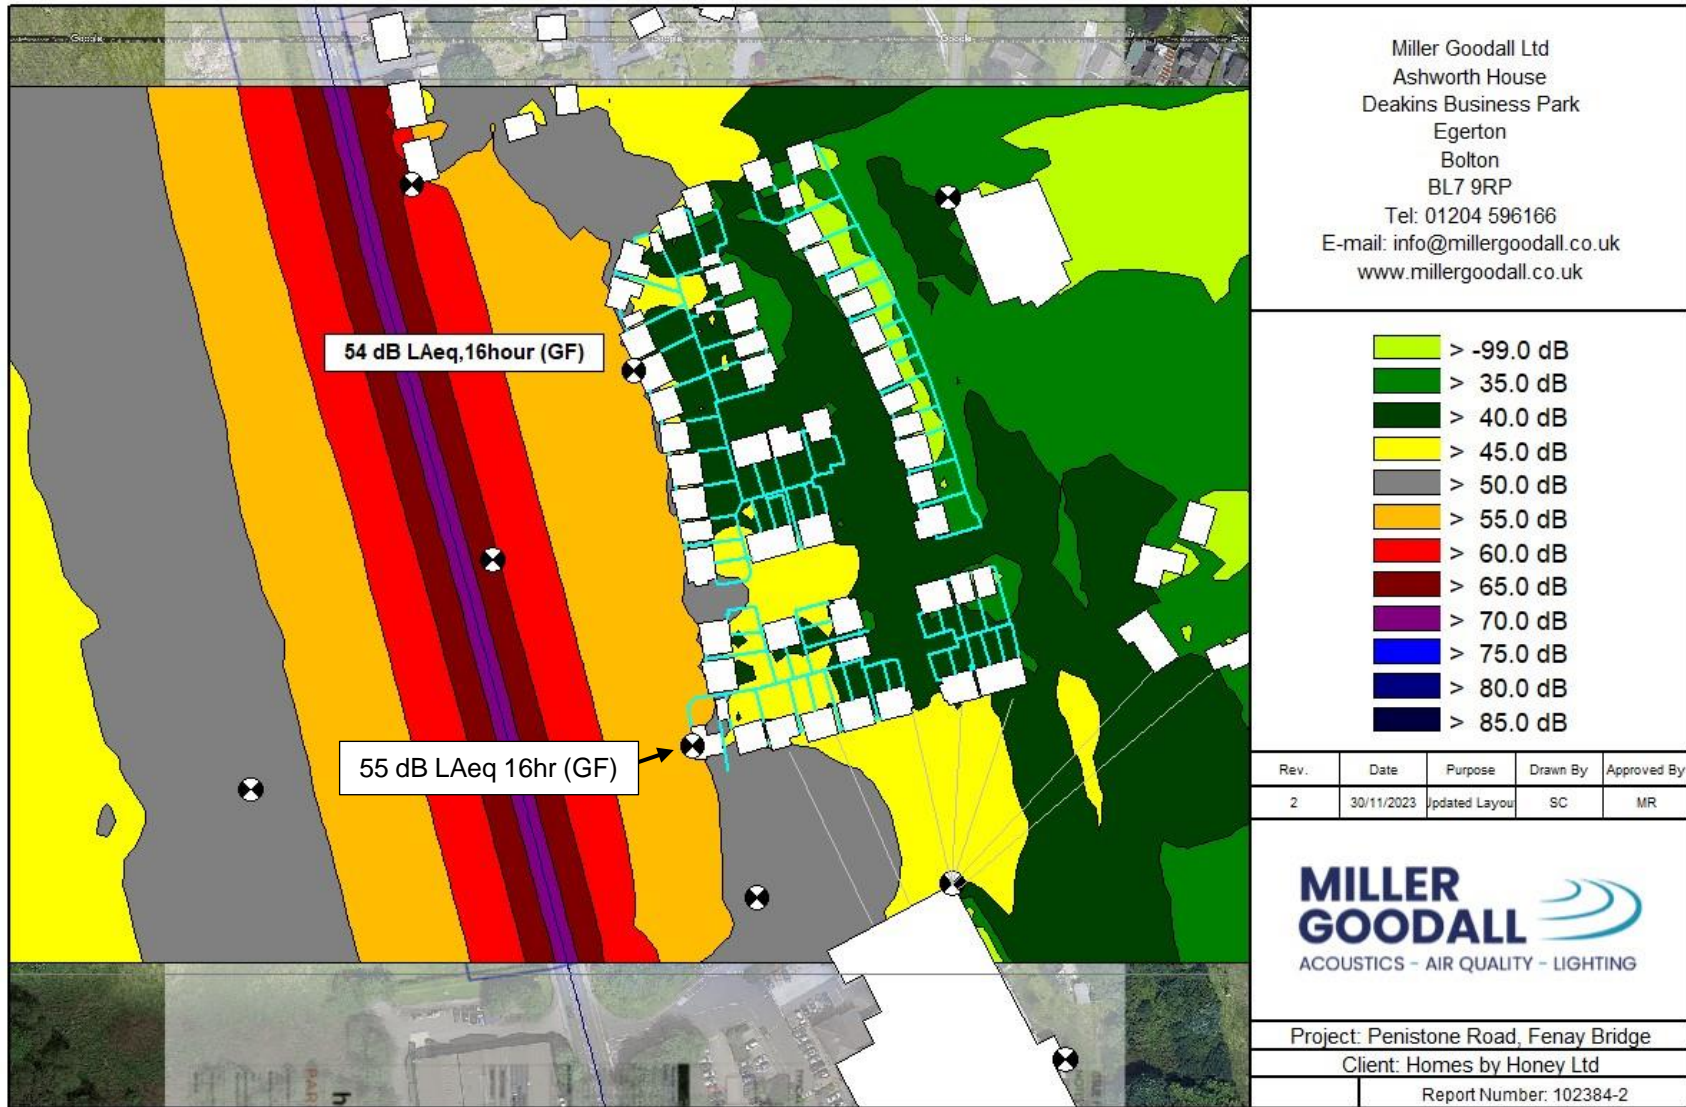 Google
Google
Google
Miller Goodall Ltd
Ashworth House
Deakins Business Park
Egerton
Bolton
BL7 9RP
Tel: 01204 596166
E-mail: info@millergoodall.co.uk
www.millergoodall.co.uk
54 dB LAeq,16hour (GF)
55 dB LAeq 16hr (GF)
> -99.0 dB
> 35.0 dB
> 40.0 dB
> 45.0 dB
> 50.0 dB
> 55.0 dB
> 60.0 dB
> 65.0 dB
> 70.0 dB
> 75.0 dB
> 80.0 dB
> 85.0 dB
Rev. Date Purpose Drawn By Approved By
2 30/11/2023 Updated Layou SC MR
MILLER
GOODALL
ACOUSTICS - AIR QUALITY - LIGHTING
Project: Penistone Road, Fenay Bridge
Client: Homes by Honey Ltd
Report Number: 102384-2